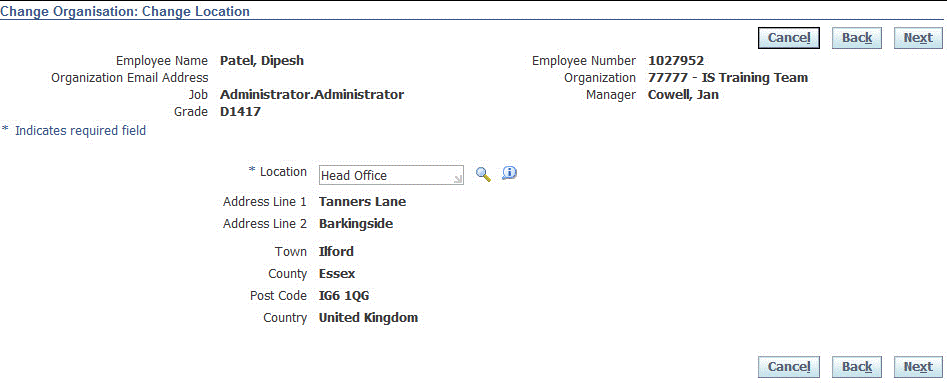 Change Organisation: Change Location
Cancel Back Next
Employee Name Patel, Dipesh Employee Number 1027952
Organization Email Address Organization 77777 - IS Training Team
Job Administrator.Administrator Manager Cowell, Jan
Grade D1417
* Indicates required field
* Location Head Office
Address Line 1 Tanners Lane
Address Line 2 Barkingside
Town Ilford
County Essex
Post Code IG6 1QG
Country United Kingdom
Cancel Back Next